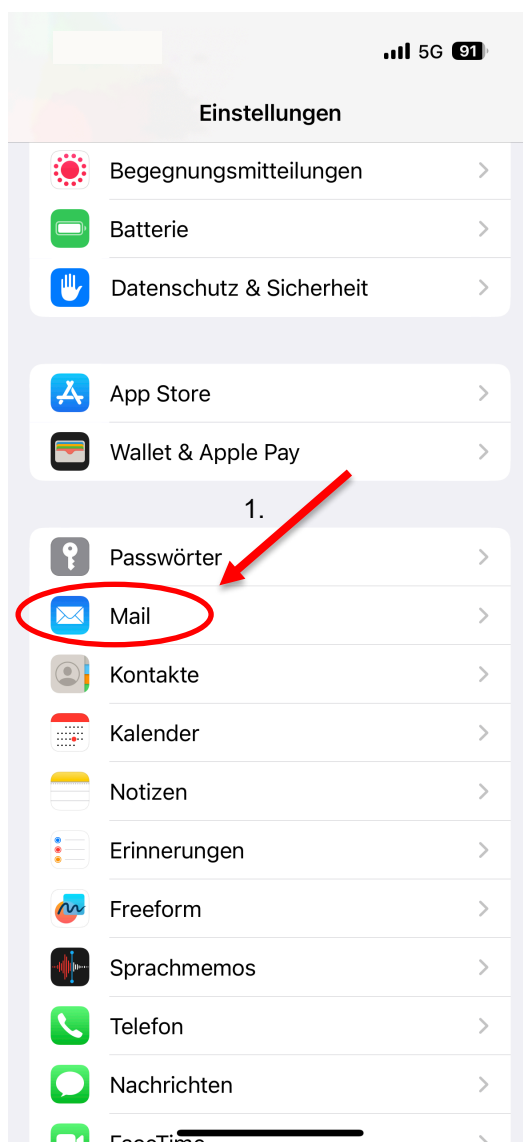 5G 91
Einstellungen
Begegnungsmitteilungen
Batterie
Datenschutz & Sicherheit
App Store
Wallet & Apple Pay
1.
Passwörter
Mail
Kontakte
Kalender
Notizen
Erinnerungen
Freeform
Sprachmemos
Telefon
Nachrichten
FaceTime